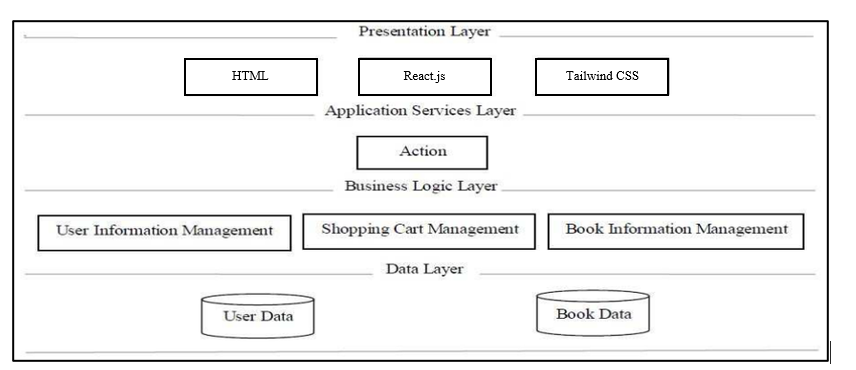 Presentation Layer
HTML React.js Tailwind CSS
Application Services Layer
Action
Business Logic Layer
User Information Management Shopping Cart Management Book Information Management
Data Layer
User Data Book Data